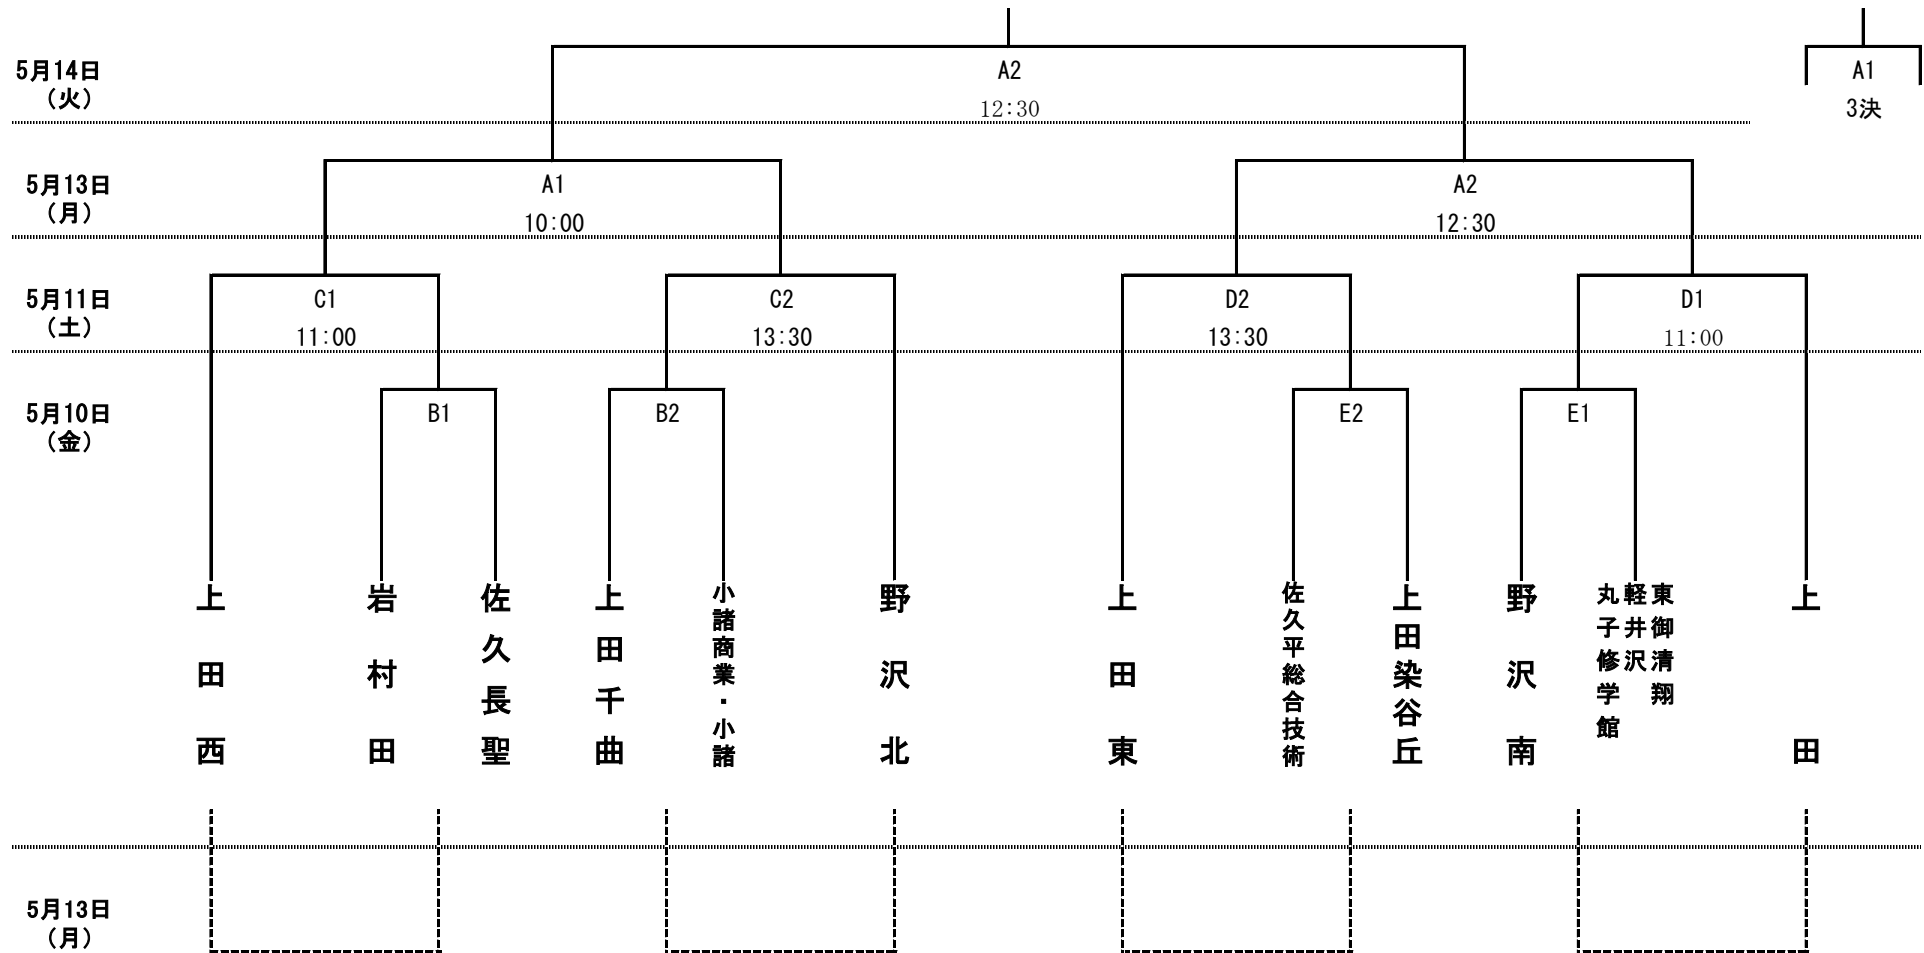 5月14日
（火）
A2
12:30
A1
3決
5月13日
（月）
A1
10:00
A2
12:30
5月11日
（土）
C1
11:00
C2
13:30
D2
13:30
D1
11:00
5月10日
（金）
B1
B2
E2
E1
上田西
岩村田
佐久長聖
上田千曲
小諸商業・小諸
野沢北
上田東
佐久平総合技術
上田染谷丘
野沢南
東御清翔
軽井沢
丸子修学館
上田
5月13日
（月）